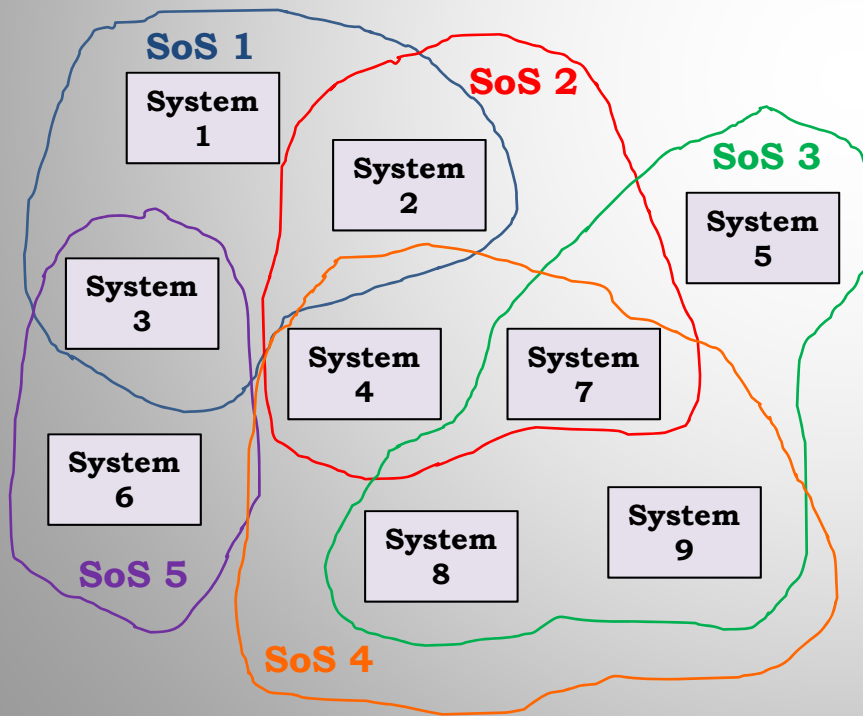 SoS 1
System
1
SoS 2
System
2
SoS 3
System
5
System
3
System
4
System
7
System
6
System
8
System
9
SoS 5
SoS 4